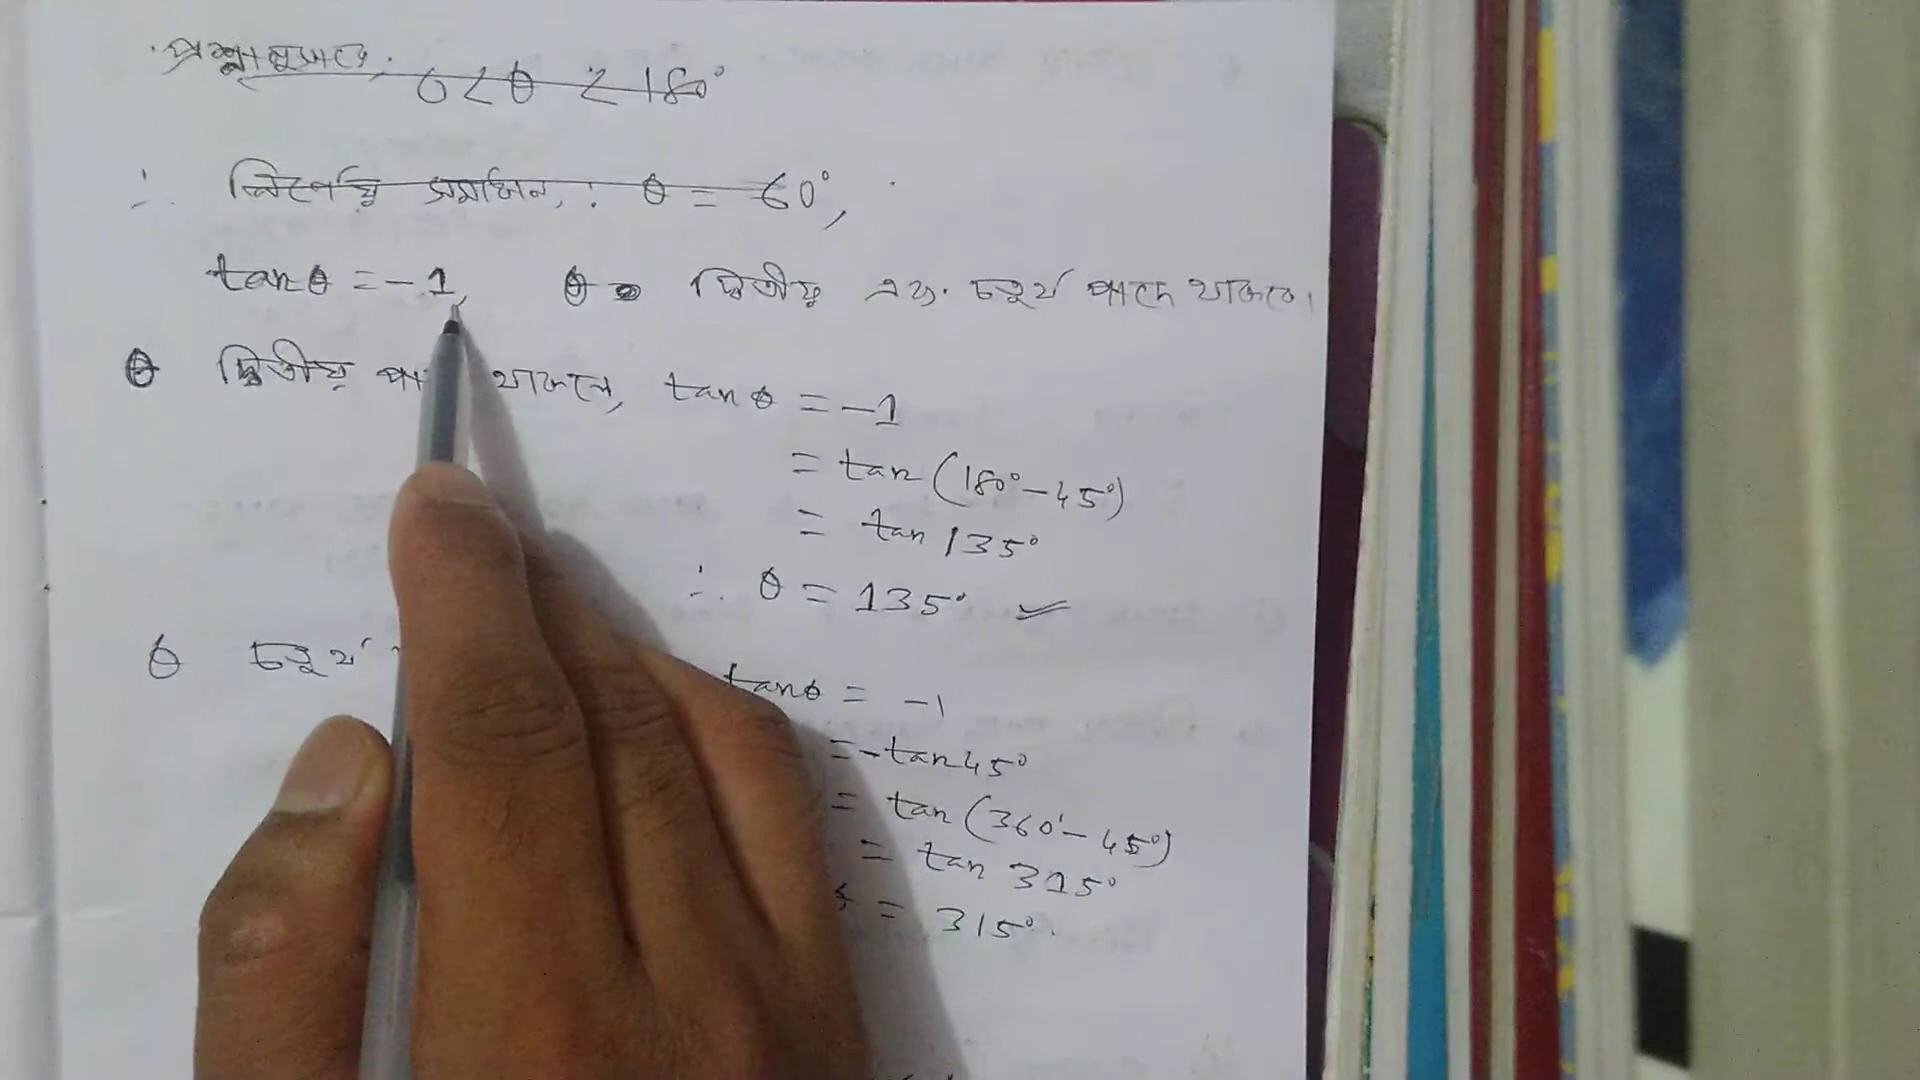 প্রশ্নানুসারে, 0 < θ < 180°
∴ নির্ণেয় সমাধান, : θ = 60°,
tanθ = -1, θ দ্বিতীয় এবং চতুর্থ পাদে থাকবে।
θ দ্বিতীয় থাকলে, tanθ = -1
= tan (180° - 45°)
= tan 135°
∴ θ = 135°
θ চতুর্থ tanθ = -1
= -tan45°
= tan (360° - 45°)
= tan 315°
= 315°.